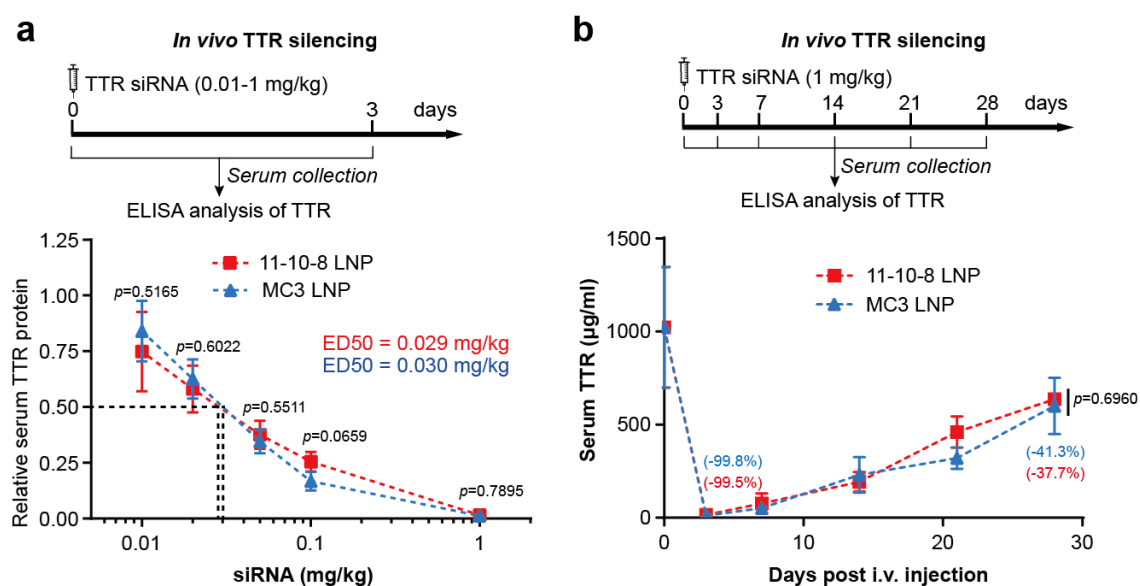 a
In vivo TTR silencing
TTR siRNA (0.01-1 mg/kg)
0 3 days
Serum collection
ELISA analysis of TTR
1.25
1.00
0.75
0.50
0.25
0.00
Relative serum TTR protein
11-10-8 LNP
MC3 LNP
p=0.5165
p=0.6022
ED50 = 0.029 mg/kg
ED50 = 0.030 mg/kg
p=0.5511
p=0.0659
p=0.7895
0.01 0.1 1
siRNA (mg/kg)
b
In vivo TTR silencing
TTR siRNA (1 mg/kg)
0 3 7 14 21 28 days
Serum collection
ELISA analysis of TTR
1500
1000
500
0
Serum TTR (µg/ml)
11-10-8 LNP
MC3 LNP
p=0.6960
(-99.8%)
(-99.5%)
(-41.3%)
(-37.7%)
0 10 20 30
Days post i.v. injection